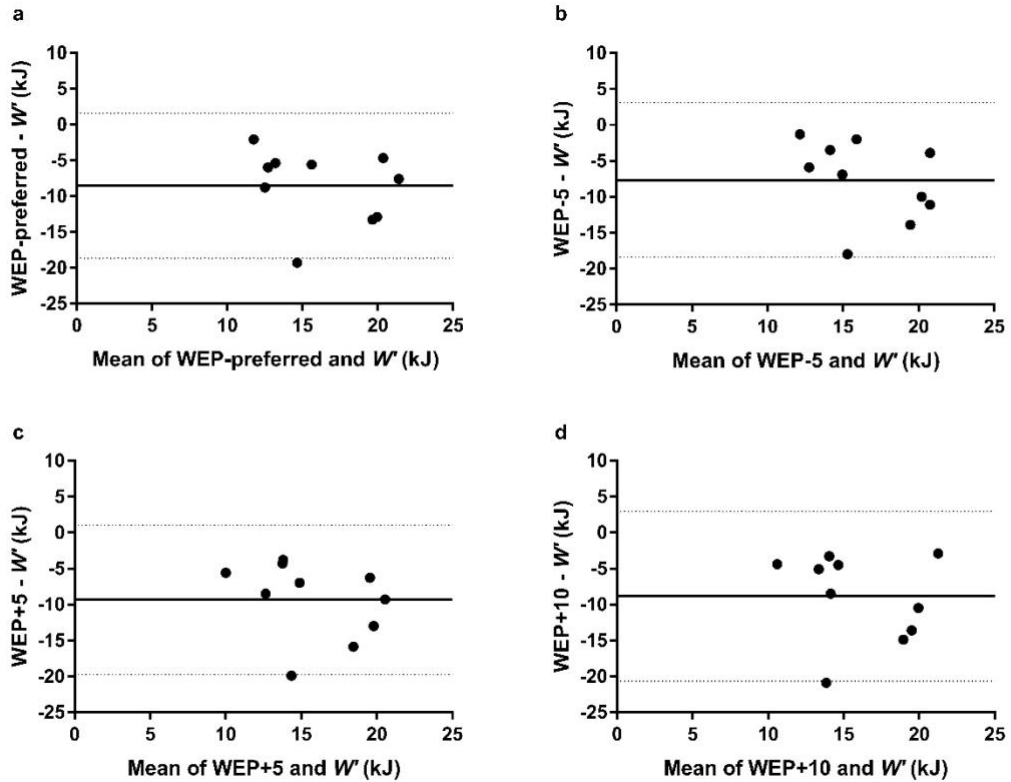 a
WEP-preferred - W' (kJ)
10
5
0
-5
-10
-15
-20
-25
0 5 10 15 20 25
Mean of WEP-preferred and W' (kJ)
b
WEP-5 - W' (kJ)
10
5
0
-5
-10
-15
-20
-25
0 5 10 15 20 25
Mean of WEP-5 and W' (kJ)
c
WEP+5 - W' (kJ)
10
5
0
-5
-10
-15
-20
-25
0 5 10 15 20 25
Mean of WEP+5 and W' (kJ)
d
WEP+10 - W' (kJ)
10
5
0
-5
-10
-15
-20
-25
0 5 10 15 20 25
Mean of WEP+10 and W' (kJ)